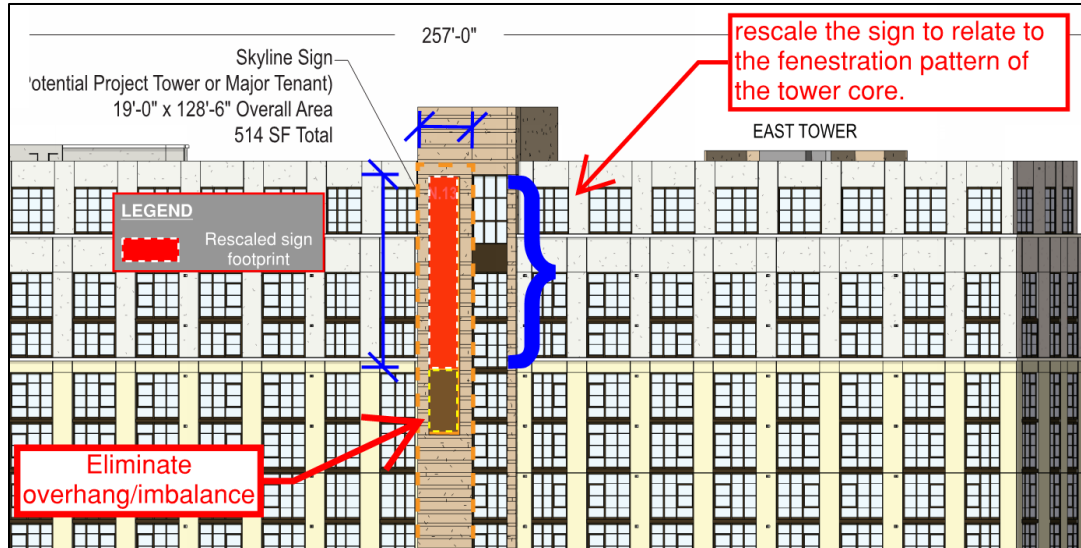 257'-0"
Skyline Sign
Potential Project Tower or Major Tenant)
19'-0" x 128'-6" Overall Area
514 SF Total
rescale the sign to relate to
the fenestration pattern of
the tower core.
EAST TOWER
N.13
LEGEND
Rescaled sign
footprint
Eliminate
overhang/imbalance